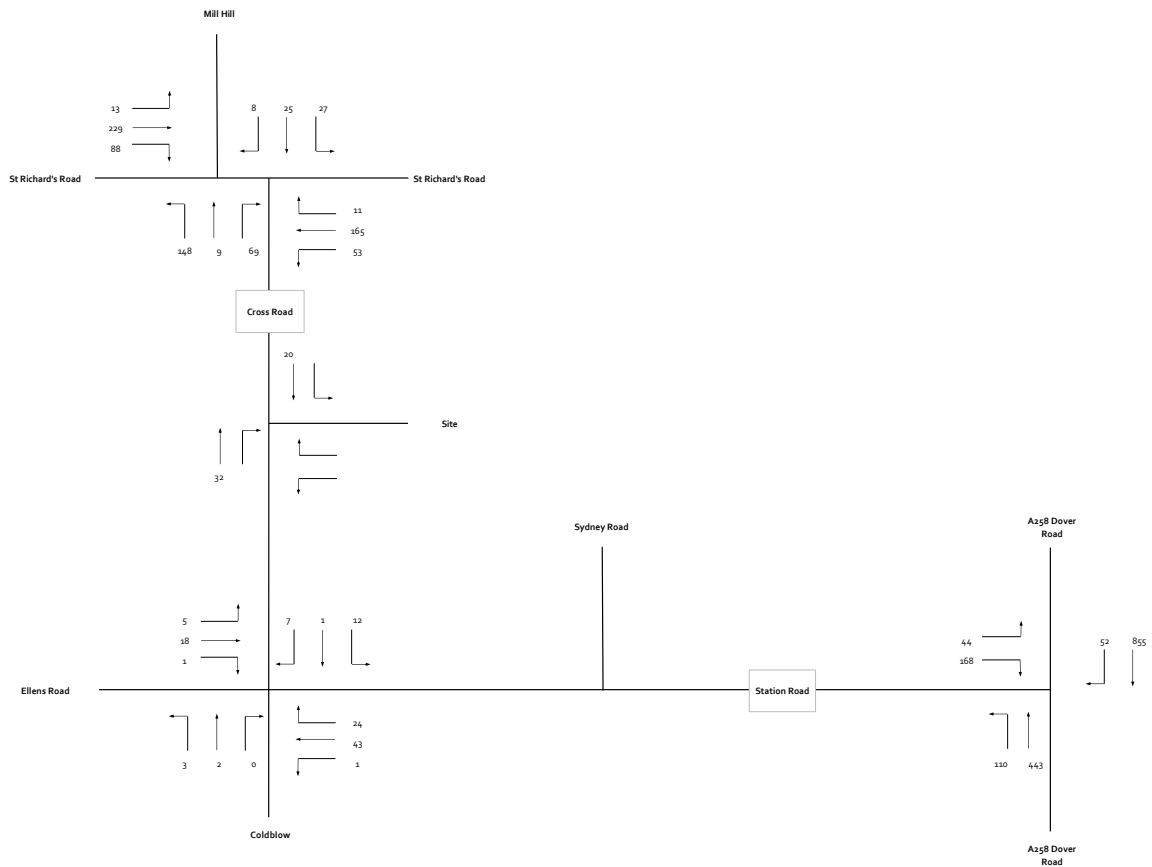 Mill Hill
13
8 25 27
229
88
St Richard's Road
St Richard's Road
11
165
148 9 69
53
Cross Road
20
Site
32
Sydney Road
A258 Dover
Road
5
7 1 12
18
1
44
168
52 855
Ellens Road
Station Road
24
43
3 2 0
1
110 443
Coldblow
A258 Dover
Road